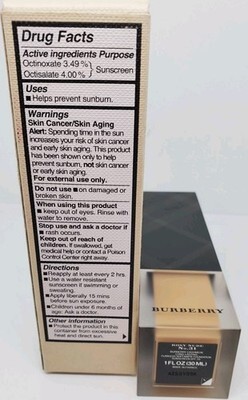 Drug Facts
Active ingredients Purpose
Octinoxate 3.49%
Octisalate 4.00% } Sunscreen
Uses
■ Helps prevent sunburn.
Warnings
Skin Cancer/Skin Aging
Alert: Spending time in the sun
increases your risk of skin cancer
and early skin aging. This product
has been shown only to help
prevent sunburn, not skin cancer
or early skin aging.
For external use only.
Do not use ■ on damaged or
broken skin.
When using this product
■ keep out of eyes. Rinse with
water to remove.
Stop use and ask a doctor if
■ rash occurs.
Keep out of reach of
children. If swallowed, get
medical help or contact a Poison
Control Center right away.
Directions
■ Reapply at least every 2 hrs.
■ Use a water resistant
sunscreen if swimming or
sweating.
■ Apply liberally 15 mins
before sun exposure.
■ Children under 6 months of
age: Ask a doctor.
Other information
■ Protect the product in this
container from excessive
heat and direct sun.
BURBERRY
ROSY NUDE
No.31
1 FL OZ (30 ML)